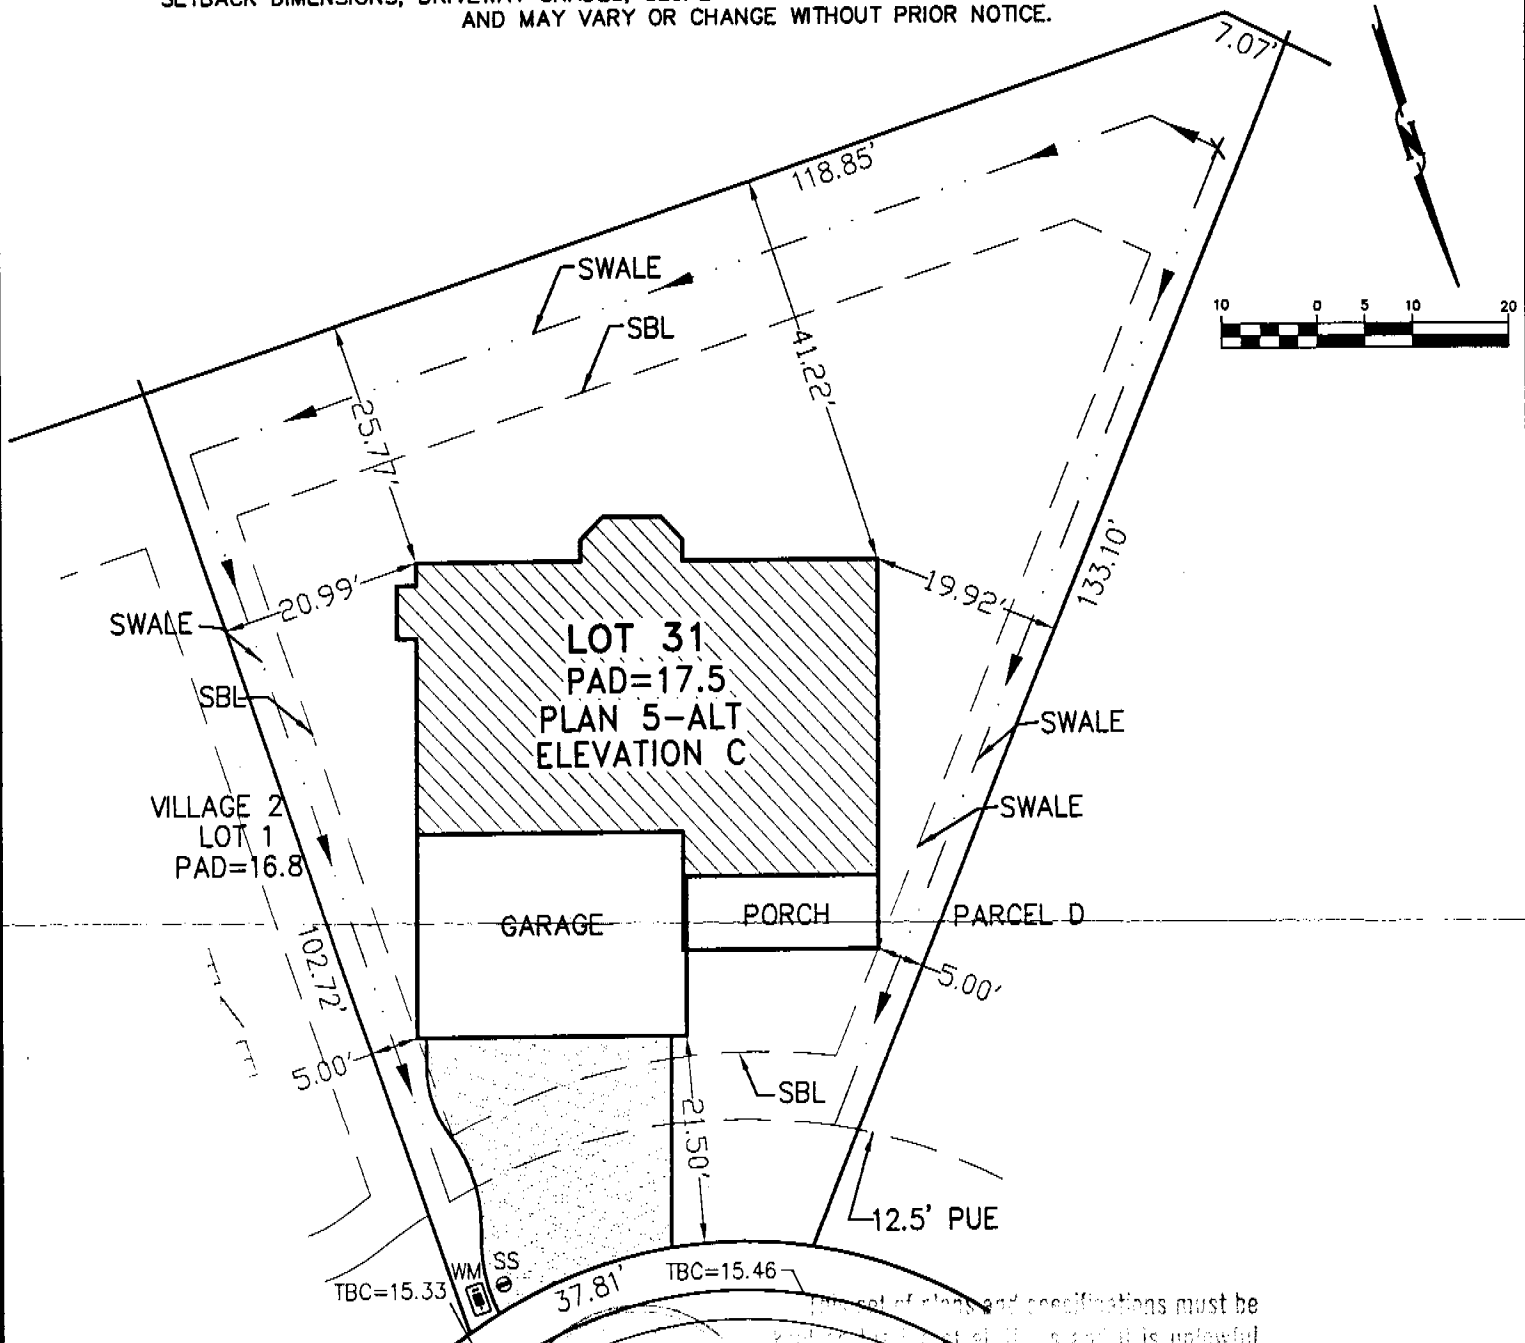 AND MAY VARY OR CHANGE WITHOUT PRIOR NOTICE.
7.07'
118.85'
N
SWALE
SBL
10 0 5 10 20
41.22'
25.77'
133.10'
20.99'
19.92'
SWALE
LOT 31
PAD=17.5
PLAN 5-ALT
ELEVATION C
SBL
SWALE
SWALE
VILLAGE 2
LOT 1
PAD=16.8
GARAGE
PORCH
PARCEL D
102.72'
5.00'
5.00'
SBL
21.50'
12.5' PUE
WM
SS
TBC=15.33
37.81'
TBC=15.46
This set of plans and specifications must be